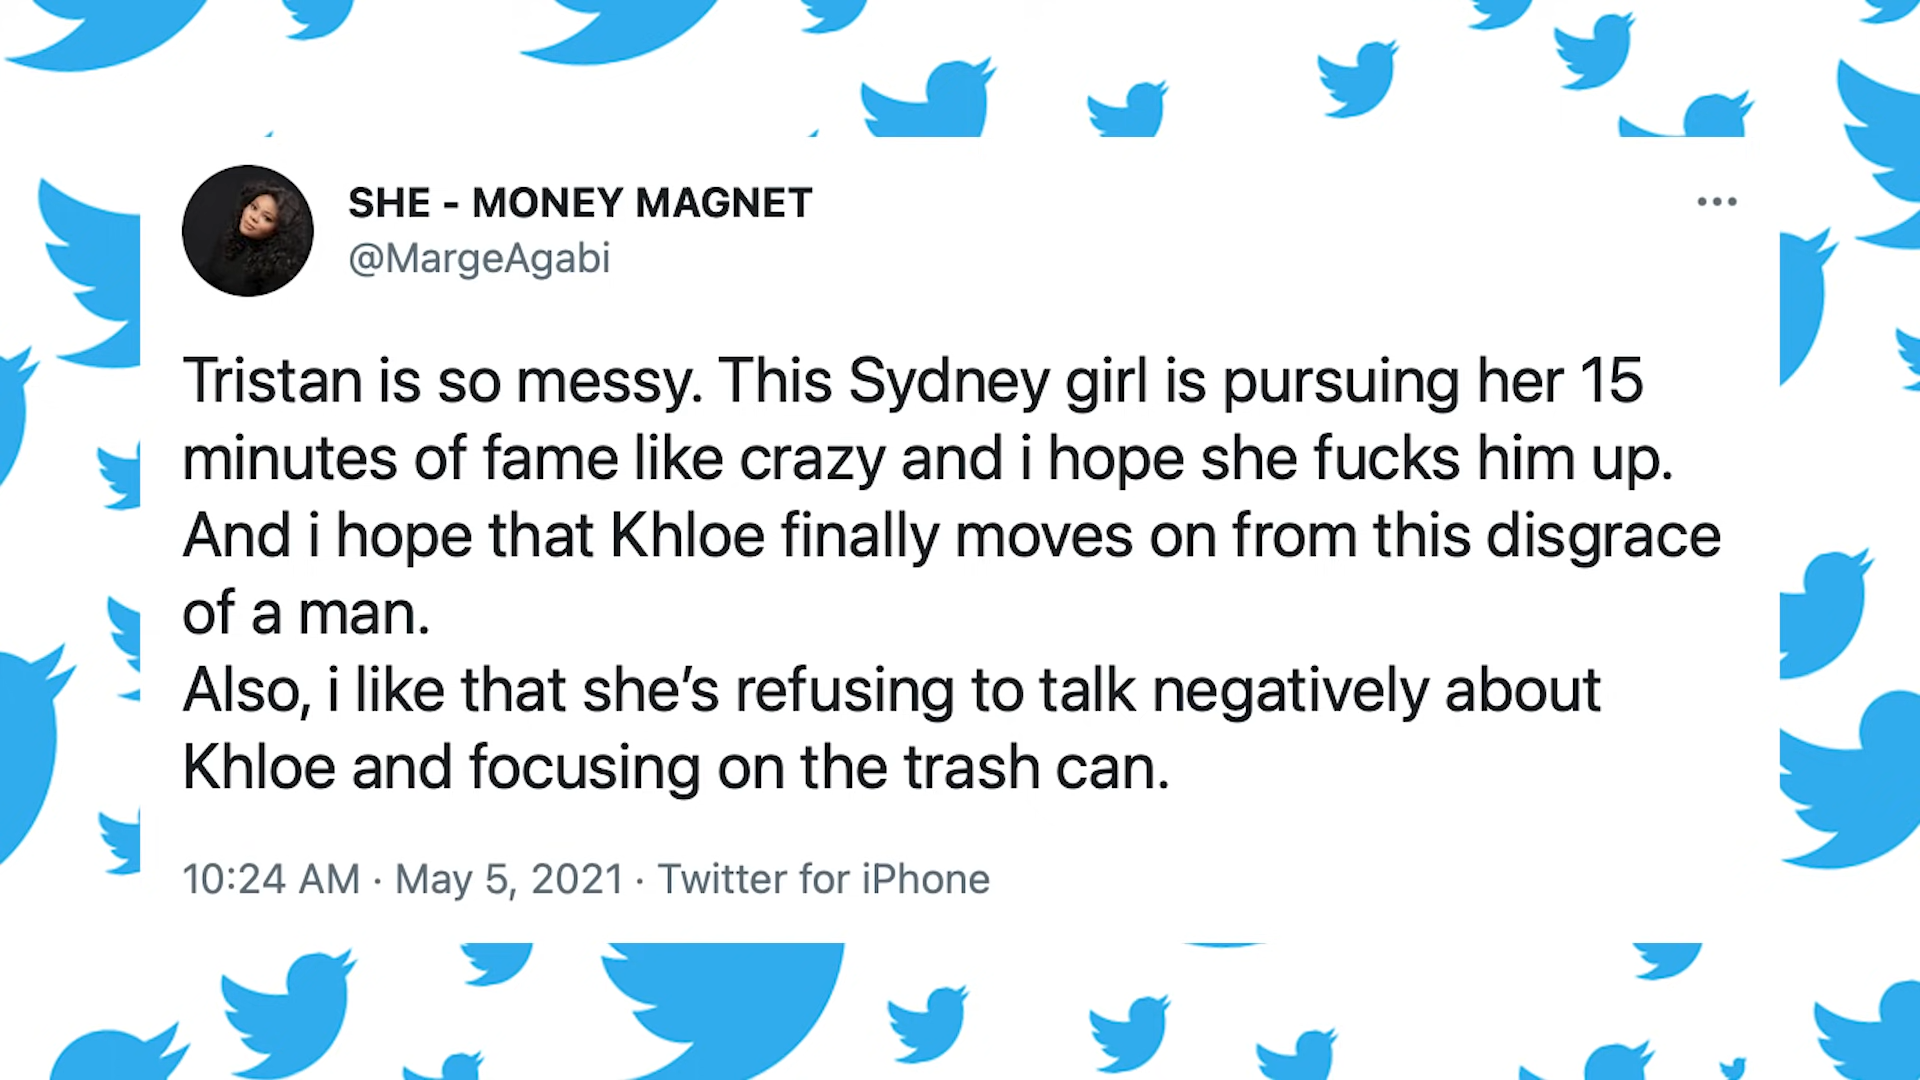 SHE - MONEY MAGNET
@MargeAgabi
Tristan is so messy. This Sydney girl is pursuing her 15
minutes of fame like crazy and i hope she fucks him up.
And i hope that Khloe finally moves on from this disgrace
of a man.
Also, i like that she’s refusing to talk negatively about
Khloe and focusing on the trash can.
10:24 AM · May 5, 2021 · Twitter for iPhone